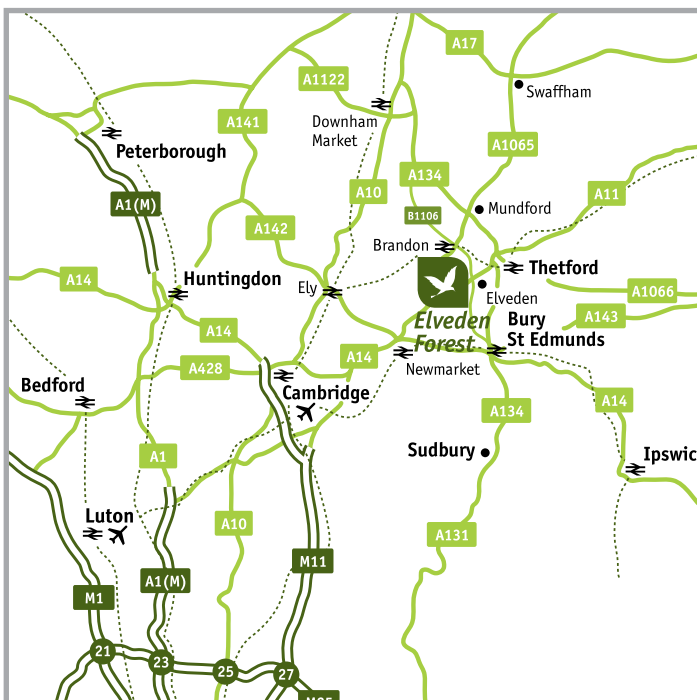 A17
A1122
Swaffham
Downham
Market
A141
Peterborough
A1065
A134
A10
A11
A1(M)
B1106
Mundford
A142
Brandon
Thetford
A14
Huntingdon
Ely
Elveden
A1066
A143
Elveden
Forest
Bury
St Edmunds
A14
A14
Newmarket
A428
Bedford
Cambridge
A134
A14
Sudbury
A1
Ipswic
Luton
A10
A131
M11
A1(M)
M1
21
23
25
27